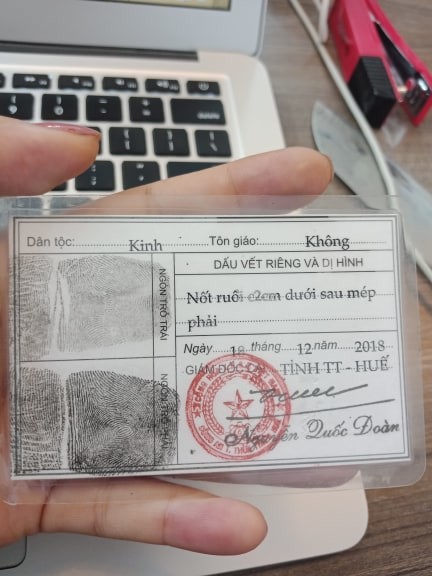 Dân tộc: Kinh Tôn giáo: Không
DẤU VẾT RIÊNG VÀ DỊ HÌNH
NGÓN TRỎ TRÁI
Nốt ruồi c2cm dưới sau mép
phải
Ngày 18 tháng 12 năm 2018
GIÁM ĐỐC CA TỈNH TT - HUẾ
NGÓN TRỎ PHẢI
Nguyễn Quốc Đoàn